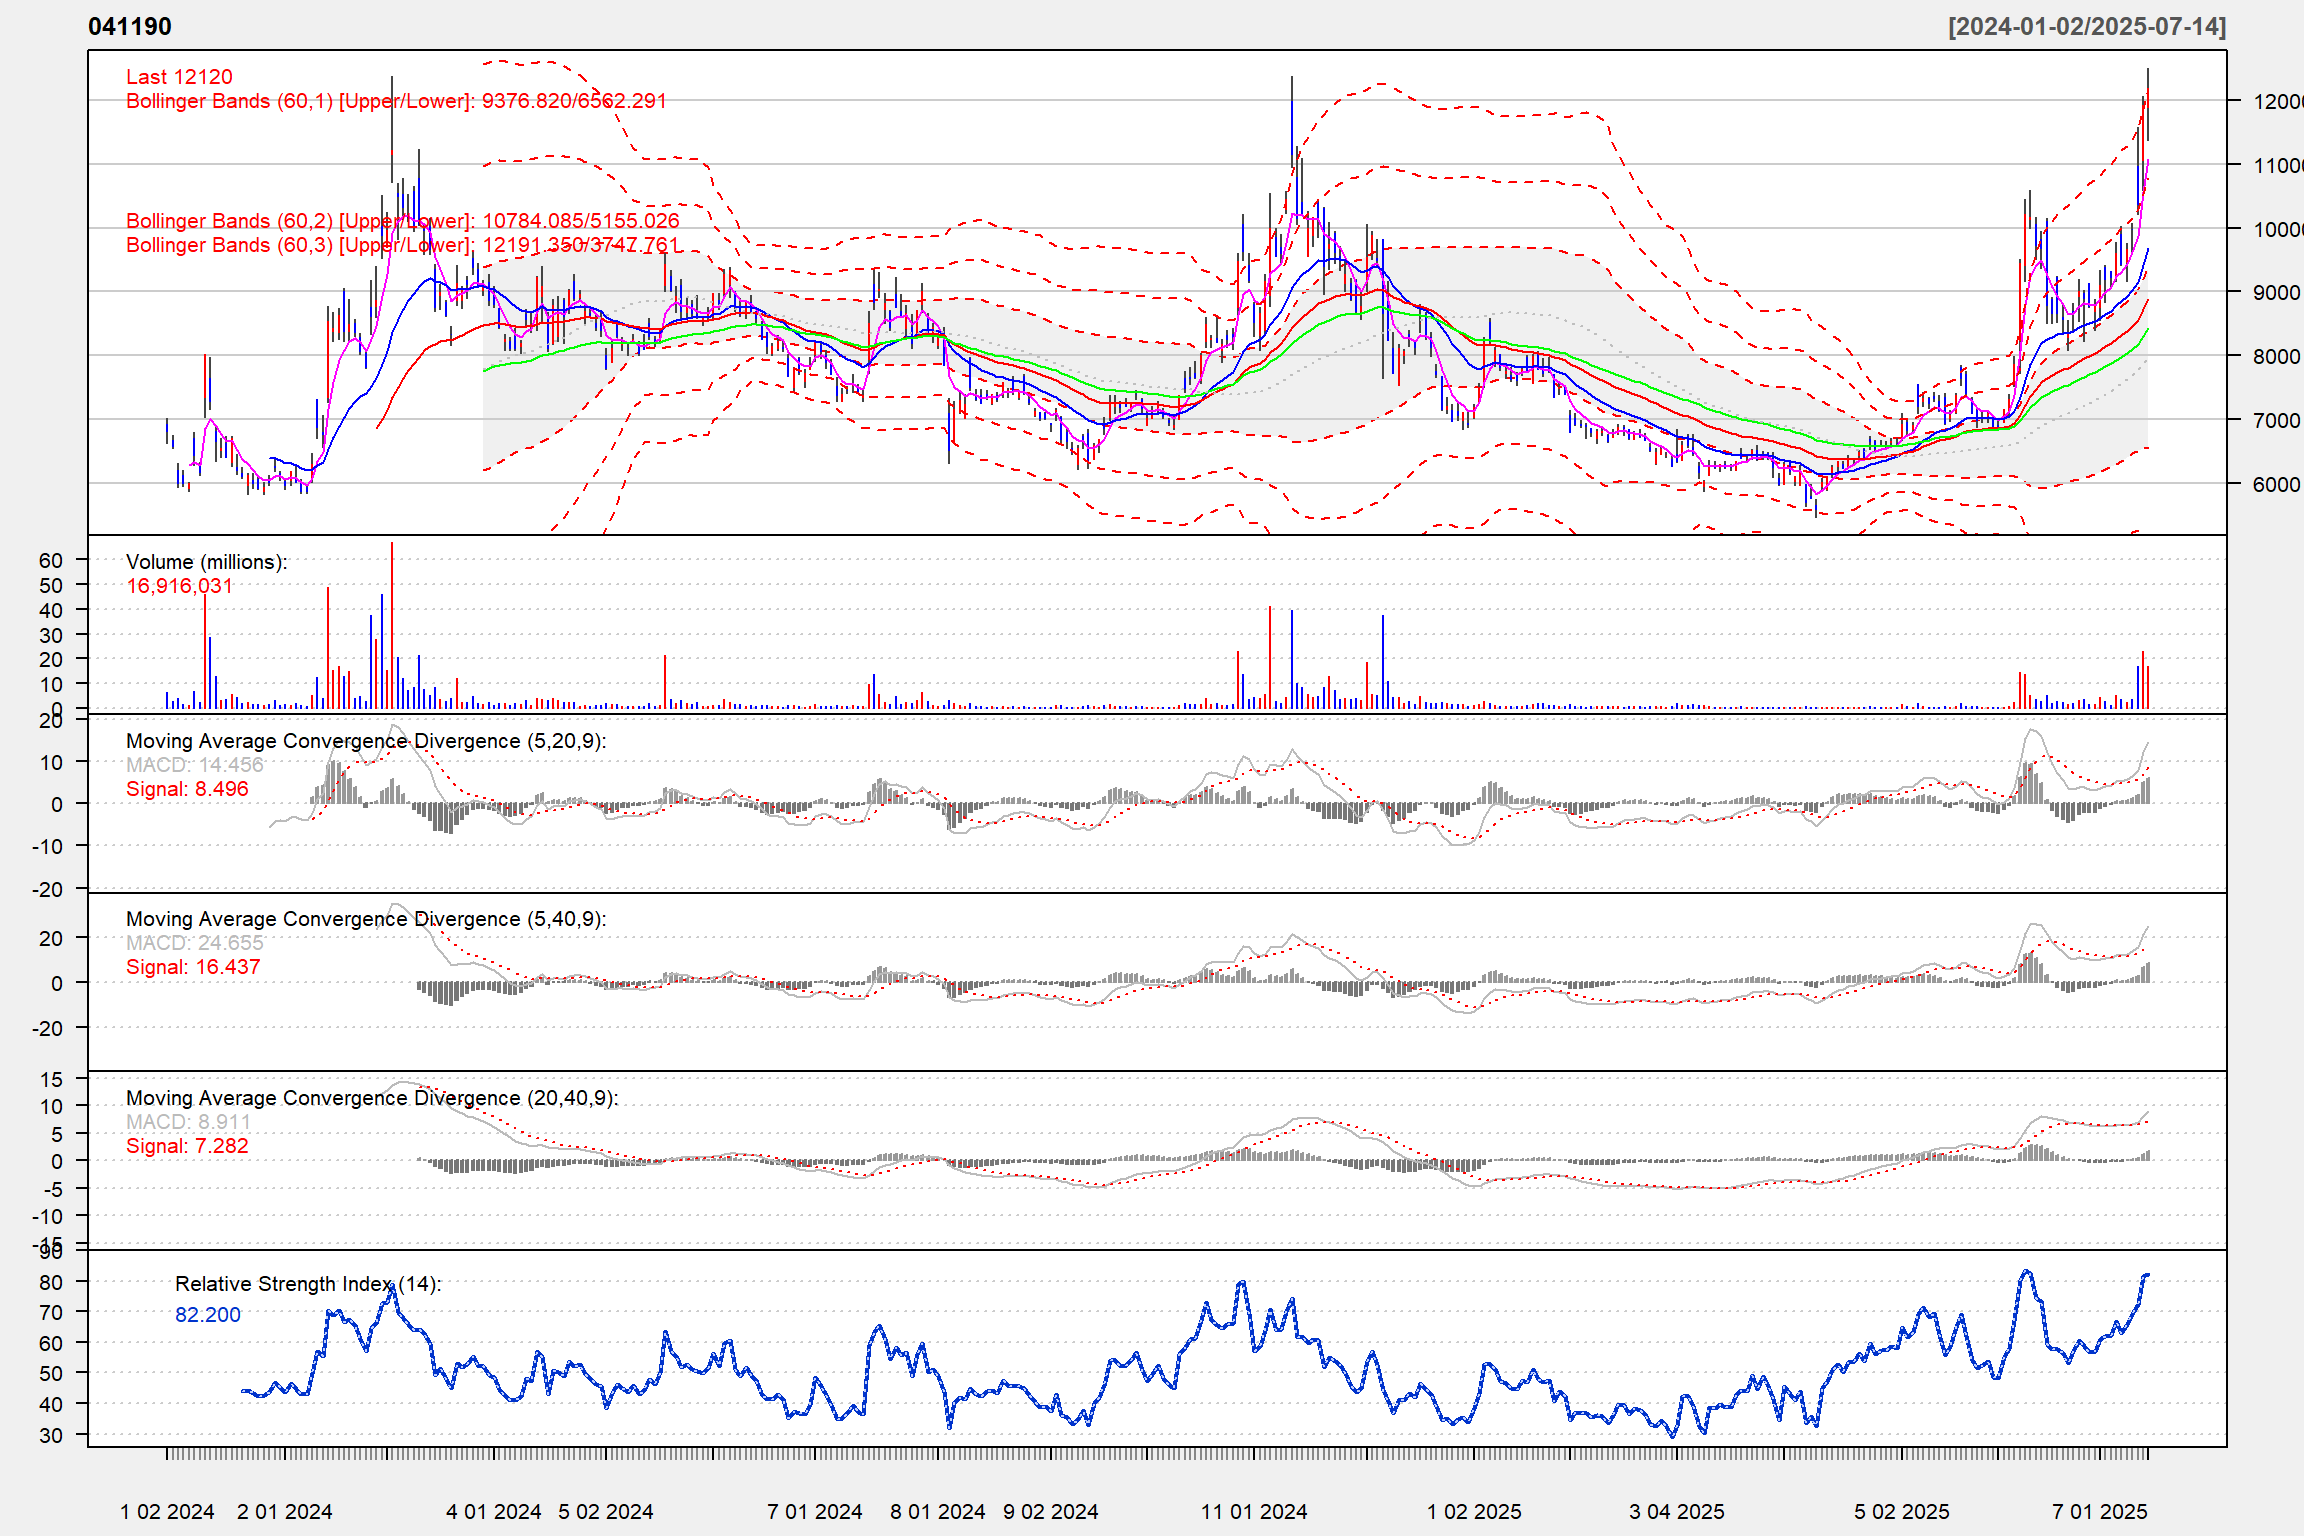 041190
[2024-01-02/2025-07-14]
Last 12120
Bollinger Bands (60,1) [Upper/Lower]: 9376.820/6562.291
Bollinger Bands (60,2) [Upper/Lower]: 10784.085/5155.026
Bollinger Bands (60,3) [Upper/Lower]: 12191.350/3747.761
12000
11000
10000
9000
8000
7000
6000
Volume (millions):
16,916,031
60
50
40
30
20
10
0
Moving Average Convergence Divergence (5,20,9):
MACD: 14.456
Signal: 8.496
20
10
0
-10
-20
Moving Average Convergence Divergence (5,40,9):
MACD: 24.655
Signal: 16.437
20
0
-20
Moving Average Convergence Divergence (20,40,9):
MACD: 8.911
Signal: 7.282
15
10
5
0
-5
-10
-15
Relative Strength Index (14):
82.200
90
80
70
60
50
40
30
1 02 2024 2 01 2024 4 01 2024 5 02 2024 7 01 2024 8 01 2024 9 02 2024 11 01 2024 1 02 2025 3 04 2025 5 02 2025 7 01 2025